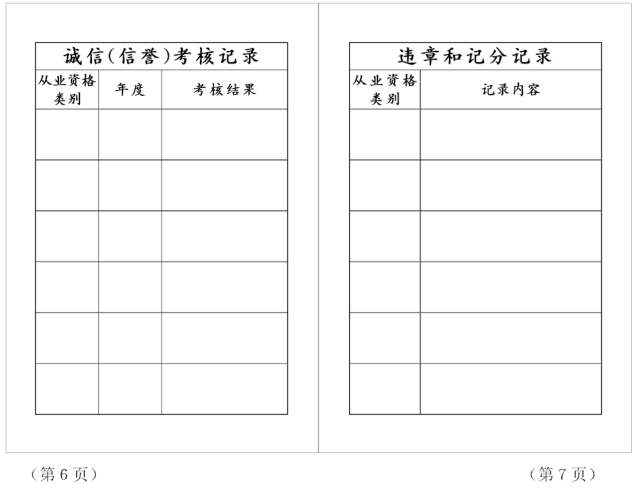 诚信(信誉)考核记录
从业资格
类别
年度
考核结果
违章和记分记录
从业资格
类别
记录内容
(第6页)
(第7页)